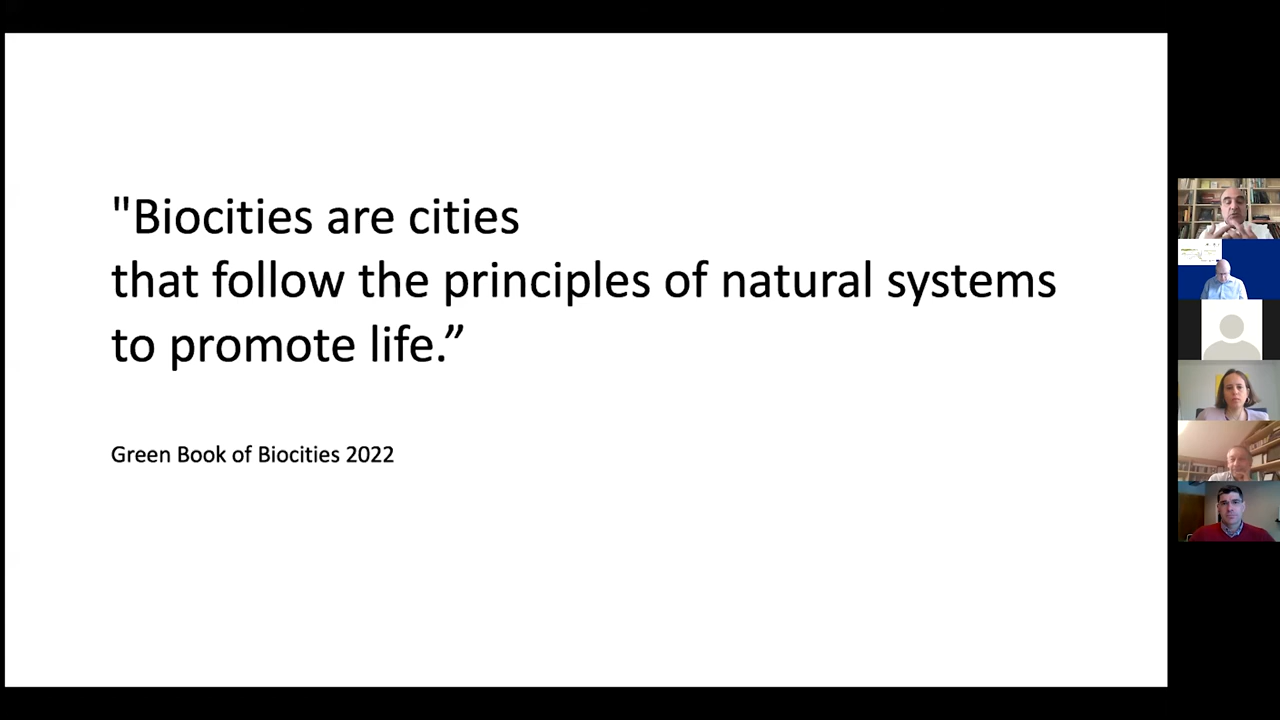 "Biocities are cities
that follow the principles of natural systems
to promote life.”
Green Book of Biocities 2022